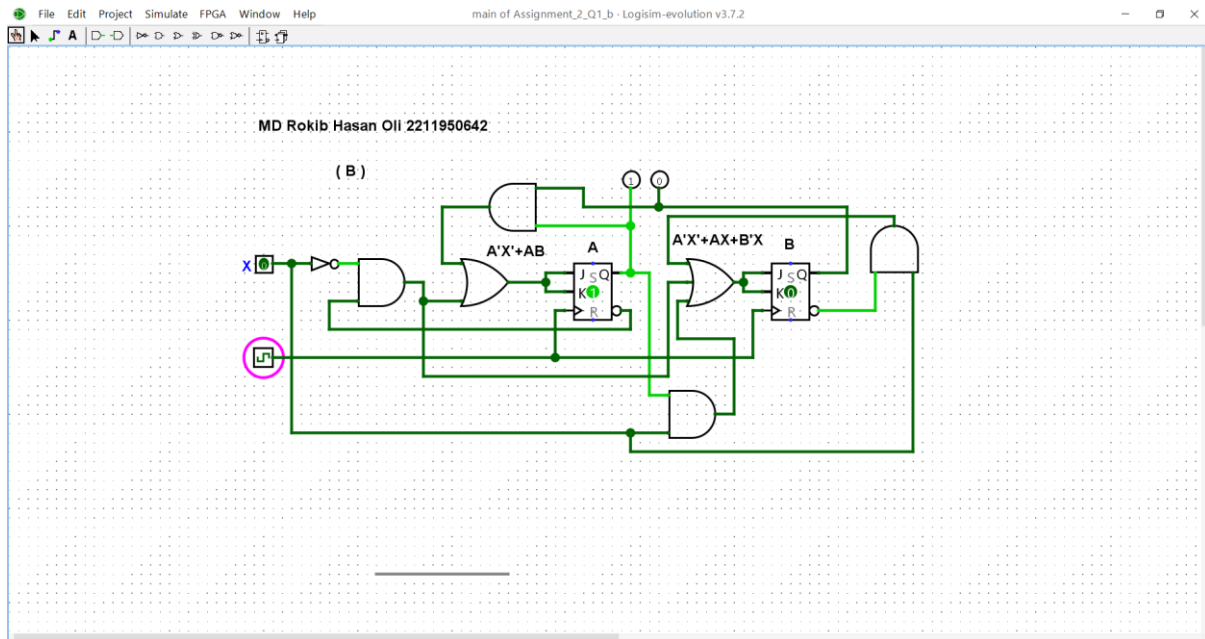 File Edit Project Simulate FPGA Window Help main of Assignment_2_Q1_b · Logisim-evolution v3.7.2
A
MD Rokib Hasan Oli 2211950642
( B )
1 0
A'X'+AB A A'X'+AX+B'X B
X 0
J S Q J S Q
K 1 K 0
R R